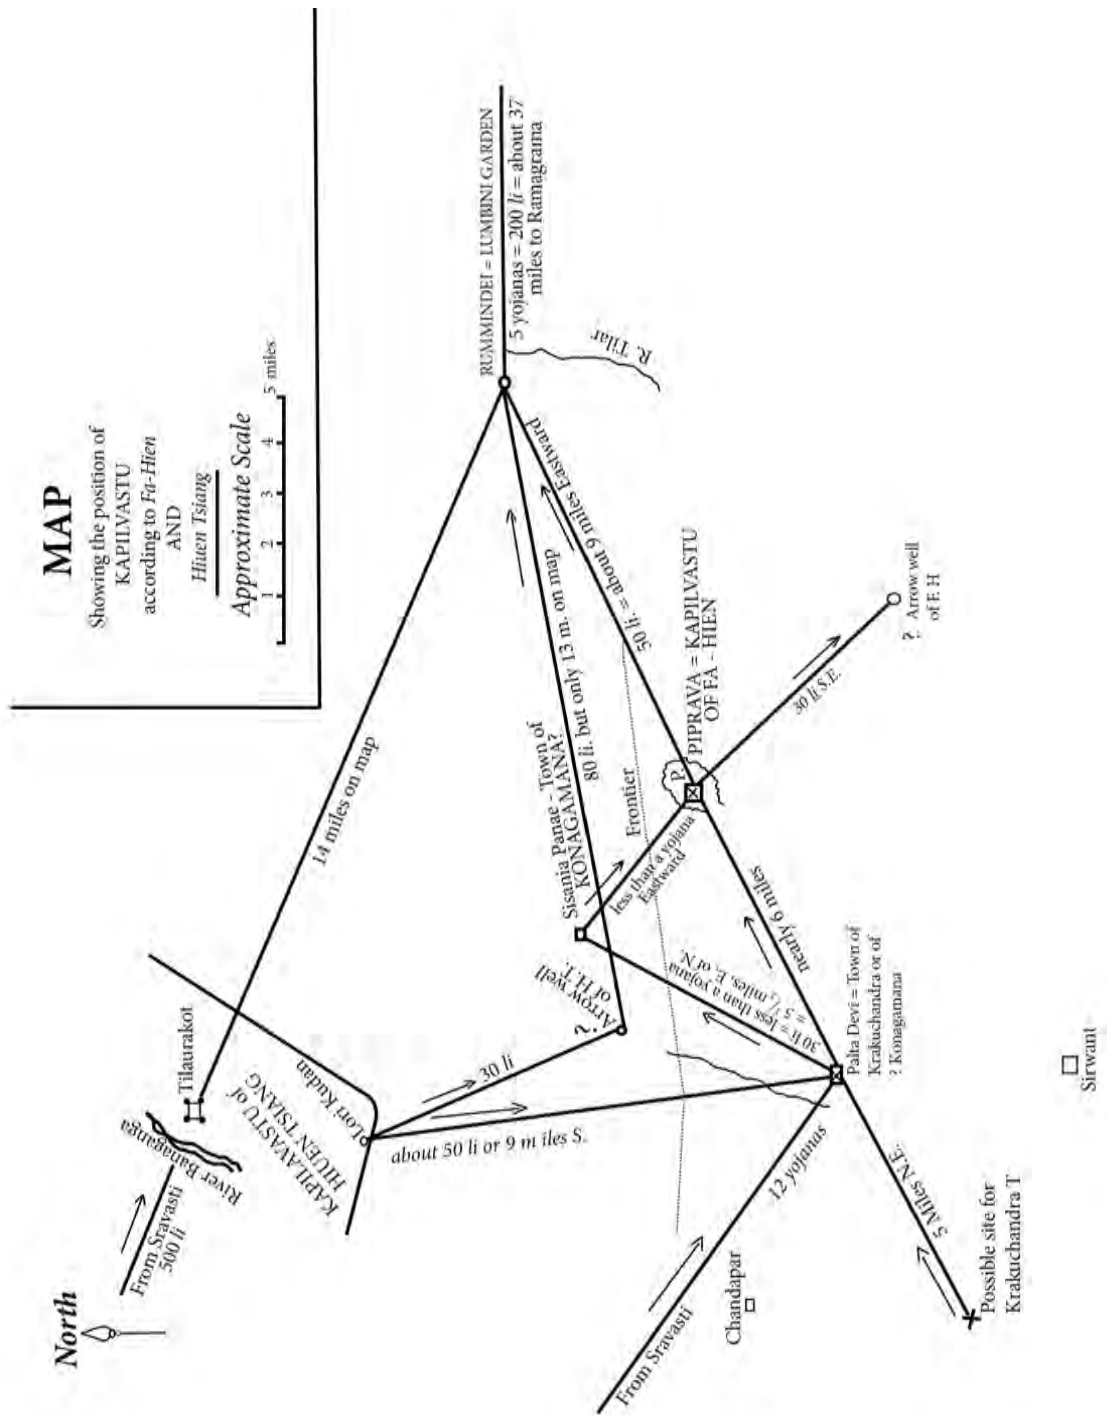 MAP
Showing the position of
KAPILVASTU
according to Fa-Hien
AND
Hiuen Tsiang
Approximate Scale
1 2 3 4 5 miles
North
From Sravasti
500 li
River Banaganga
Tilaurakot
14 miles on map
RUMMINDEI = LUMBINI GARDEN
5 yojanas = 200 li = about 37
miles to Ramagrama
R. Tilar
KAPILAVASTU of
HIUEN TSIANG
Lori Kudan
30 li
about 50 li or 9 m iles S.
? Arrow well
of H.T.
Sisania Panae - Town of
KONAGAMANA?
80 li. but only 13 m. on map
50 li. = about 9 miles Eastward
Frontier
less than a yojana
Eastward
P.
PIPRAVA = KAPILVASTU
OF FA - HIEN
30 li S.E.
? Arrow well
of F. H
30 li = less than a yojana
= 5 1/2 miles. E, of N.
nearly 6 miles
Palta Devi = Town of
Krakuchandra or of
? Konagamana
12 yojanas
From Sravasti
Chandapar
5 Miles N.E.
Possible site for
Krakuchandra T
Sirwant